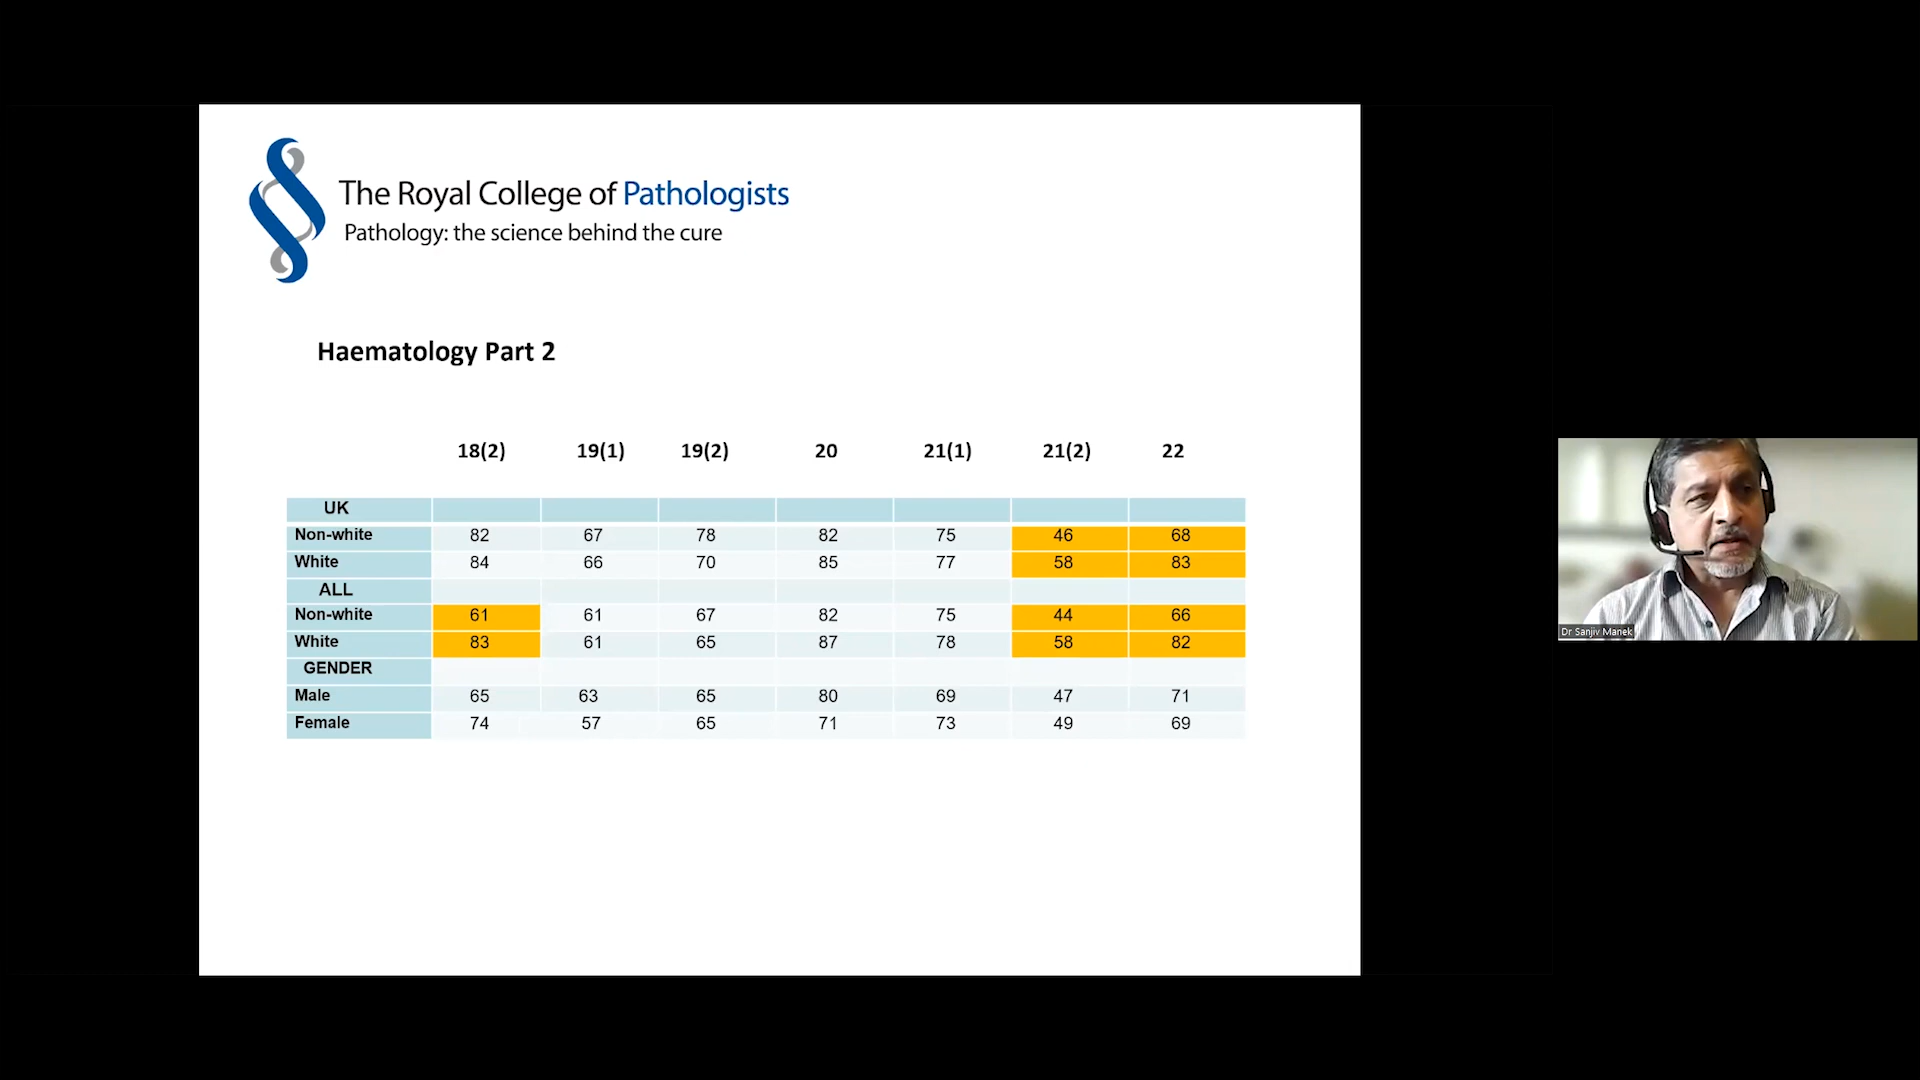 The Royal College of Pathologists
Pathology: the science behind the cure
Haematology Part 2
18(2) 19(1) 19(2) 20 21(1) 21(2) 22
UK
Non-white 82 67 78 82 75 46 68
White 84 66 70 85 77 58 83
ALL
Non-white 61 61 67 82 75 44 66
White 83 61 65 87 78 58 82
GENDER
Male 65 63 65 80 69 47 71
Female 74 57 65 71 73 49 69
Dr Sanjiv Manek